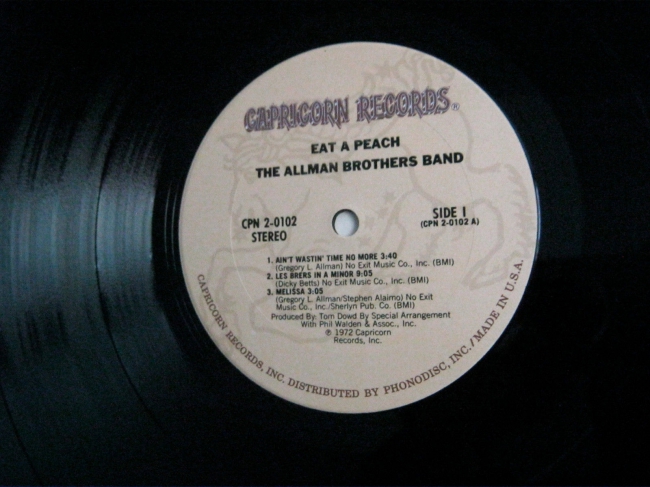 CAPRICORN RECORDS®
EAT A PEACH
THE ALLMAN BROTHERS BAND
CPN 2-0102
STEREO
SIDE I
(CPN 2-0102 A)
1. AIN'T WASTIN' TIME NO MORE 3:40
(Gregory L. Allman) No Exit Music Co., Inc. (BMI)
2. LES BRERS IN A MINOR 9:05
(Dicky Betts) No Exit Music Co., Inc. (BMI)
3. MELISSA 3:05
(Gregory L. Allman/Stephen Alaimo) No Exit
Music Co., Inc./Sherlyn Pub. Co. (BMI)
Produced By: Tom Dowd By Special Arrangement
With Phil Walden & Assoc., Inc.
℗ 1972 Capricorn
Records, Inc.
CAPRICORN RECORDS, INC. DISTRIBUTED BY PHONODISC, INC./MADE IN U.S.A.